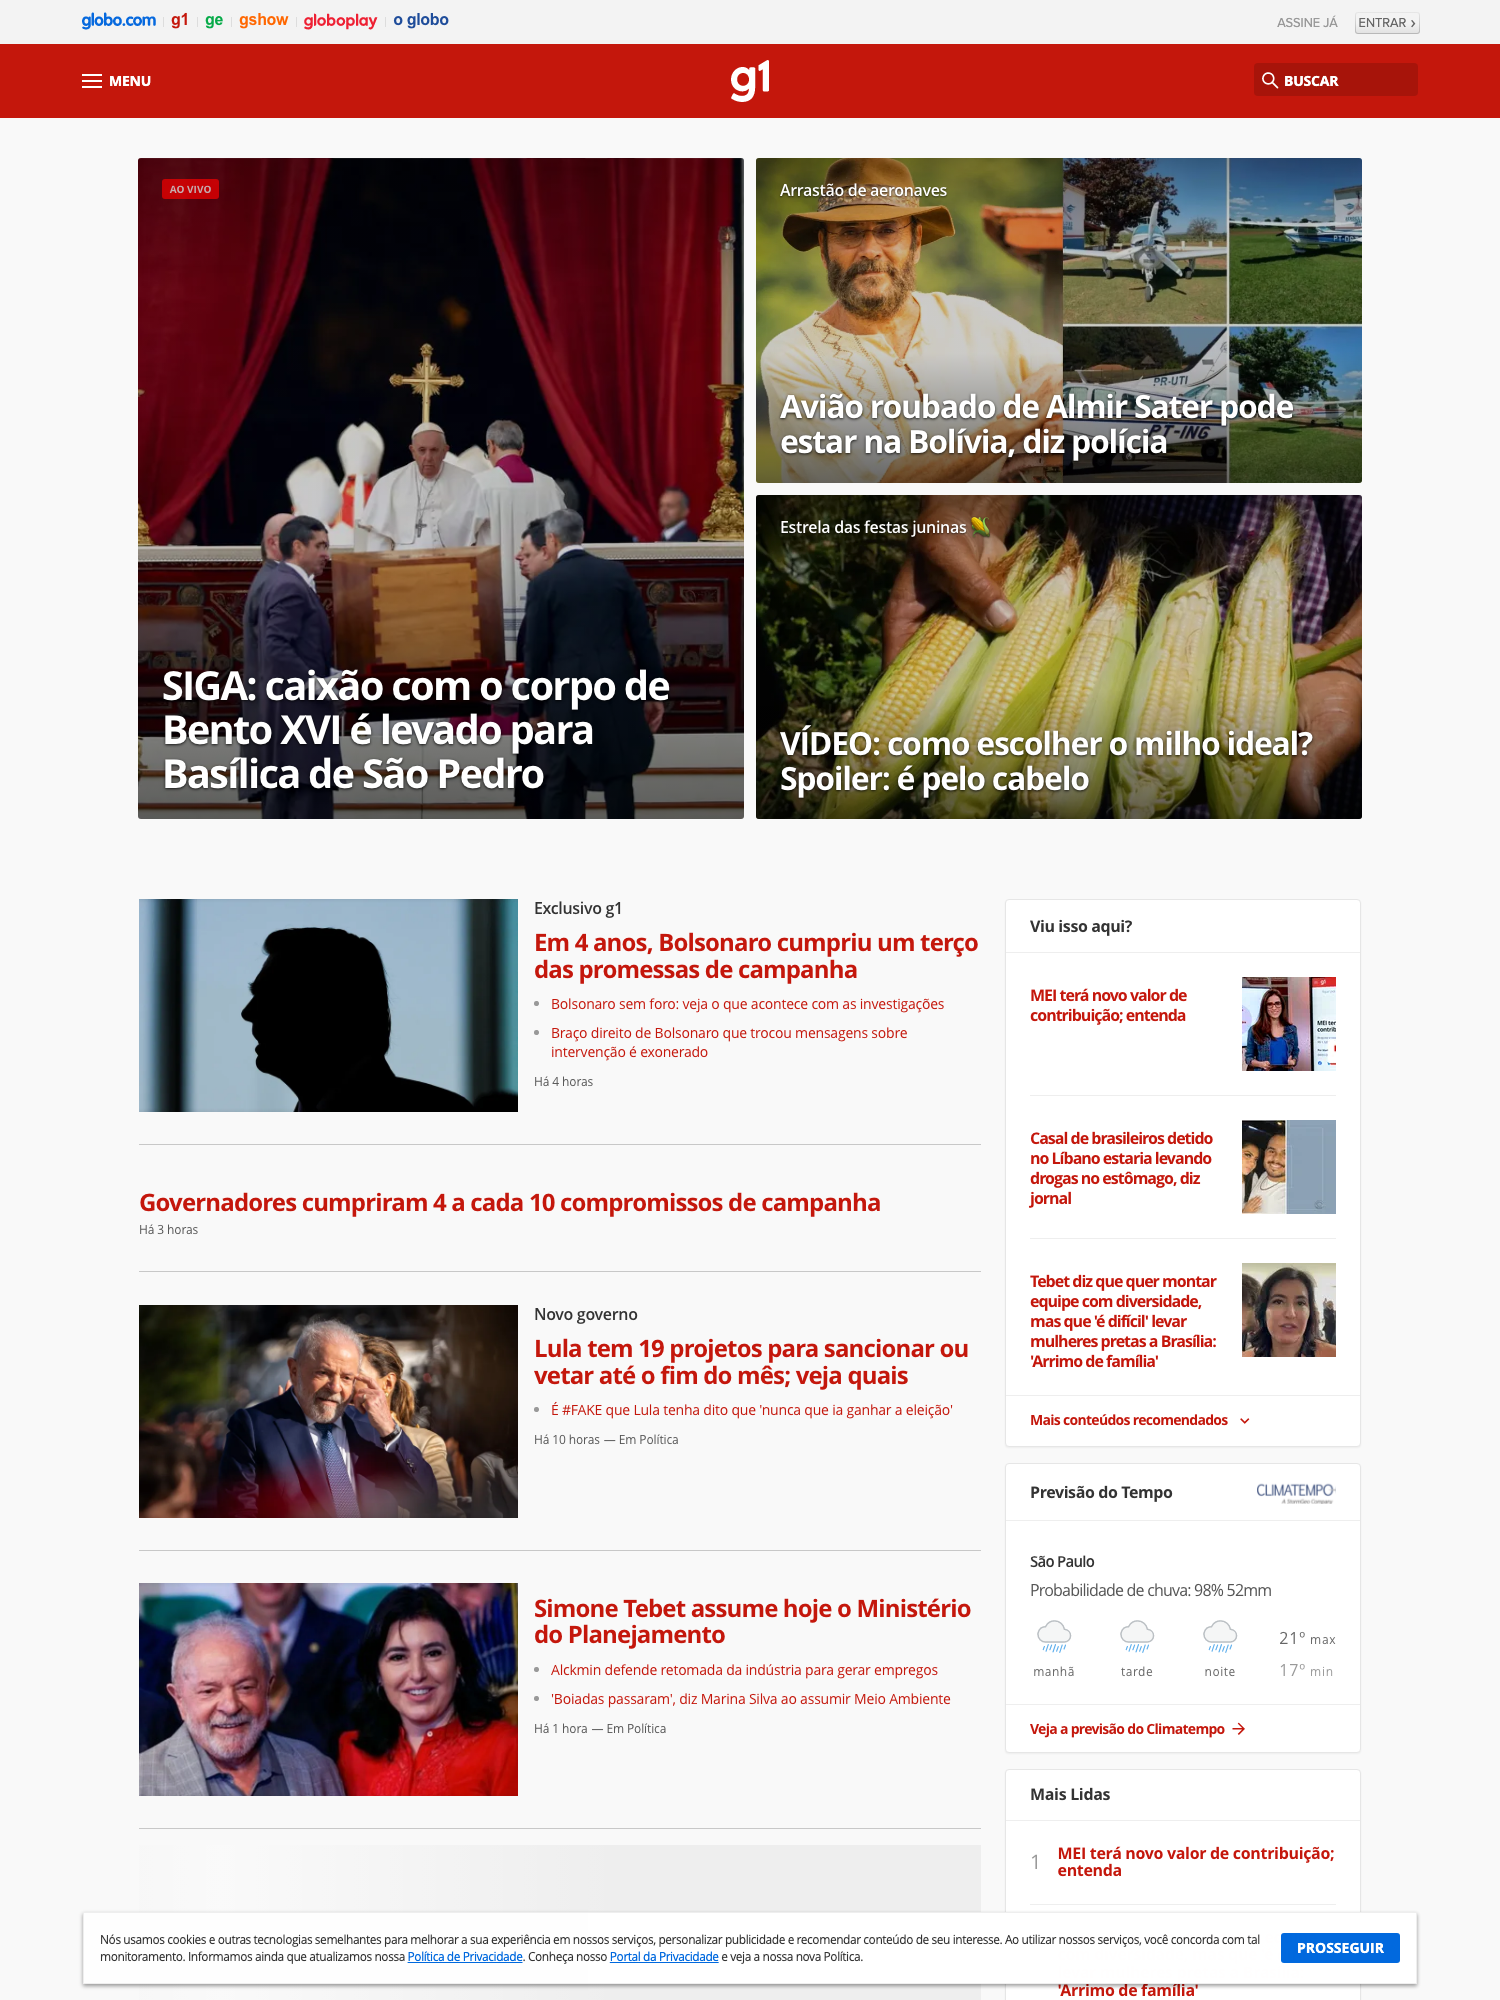 globo.com g1 ge gshow globoplay o globo
ASSINE JÁ ENTRAR ›
MENU g1 BUSCAR
AO VIVO
SIGA: caixão com o corpo de
Bento XVI é levado para
Basílica de São Pedro
Arrastão de aeronaves
PR-UTI
PT-ING
Avião roubado de Almir Sater pode
estar na Bolívia, diz polícia
Estrela das festas juninas 🌽
VÍDEO: como escolher o milho ideal?
Spoiler: é pelo cabelo
Exclusivo g1
Em 4 anos, Bolsonaro cumpriu um terço
das promessas de campanha
Bolsonaro sem foro: veja o que acontece com as investigações
Braço direito de Bolsonaro que trocou mensagens sobre
intervenção é exonerado
Há 4 horas
Governadores cumpriram 4 a cada 10 compromissos de campanha
Há 3 horas
Novo governo
Lula tem 19 projetos para sancionar ou
vetar até o fim do mês; veja quais
É #FAKE que Lula tenha dito que 'nunca que ia ganhar a eleição'
Há 10 horas — Em Política
Simone Tebet assume hoje o Ministério
do Planejamento
Alckmin defende retomada da indústria para gerar empregos
'Boiadas passaram', diz Marina Silva ao assumir Meio Ambiente
Há 1 hora — Em Política
Viu isso aqui?
MEI terá novo valor de
contribuição; entenda
Casal de brasileiros detido
no Líbano estaria levando
drogas no estômago, diz
jornal
Tebet diz que quer montar
equipe com diversidade,
mas que 'é difícil' levar
mulheres pretas a Brasília:
'Arrimo de família'
Mais conteúdos recomendados
Previsão do Tempo CLIMATEMPO
A StormGeo Company
São Paulo
Probabilidade de chuva: 98% 52mm
21º max
17º min
manhã tarde noite
Veja a previsão do Climatempo
Mais Lidas
1 MEI terá novo valor de contribuição;
entenda
Nós usamos cookies e outras tecnologias semelhantes para melhorar a sua experiência em nossos serviços, personalizar publicidade e recomendar conteúdo de seu interesse. Ao utilizar nossos serviços, você concorda com tal
monitoramento. Informamos ainda que atualizamos nossa Política de Privacidade. Conheça nosso Portal da Privacidade e veja a nossa nova Política.
PROSSEGUIR
'Arrimo de família'